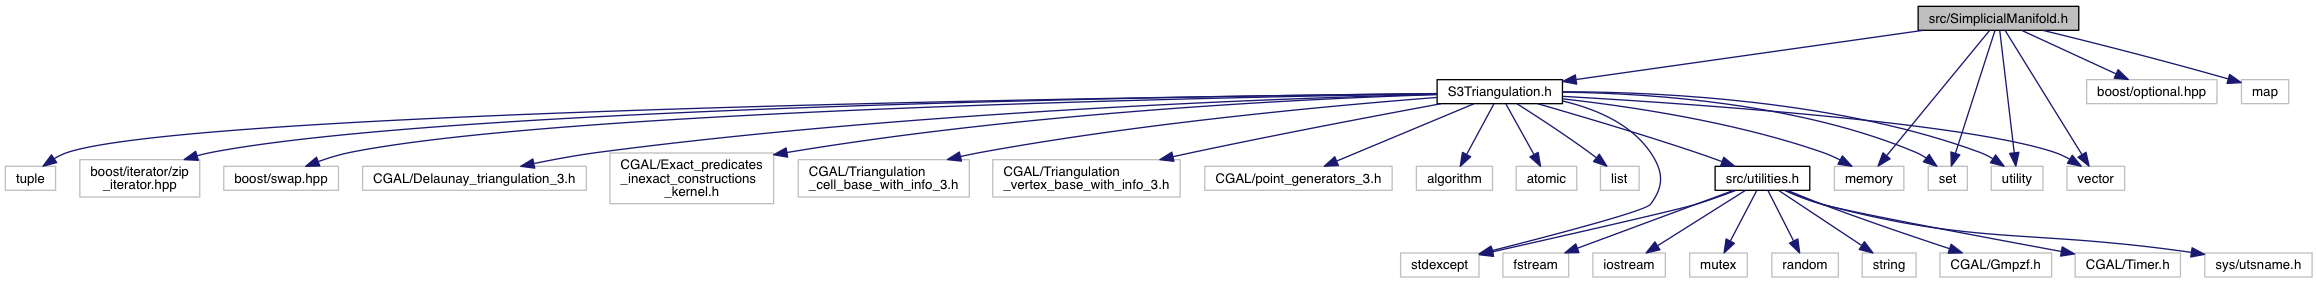 src/SimplicialManifold.h
S3Triangulation.h
boost/optional.hpp
map
tuple
boost/iterator/zip
_iterator.hpp
boost/swap.hpp
CGAL/Delaunay_triangulation_3.h
CGAL/Exact_predicates
_inexact_constructions
_kernel.h
CGAL/Triangulation
_cell_base_with_info_3.h
CGAL/Triangulation
_vertex_base_with_info_3.h
CGAL/point_generators_3.h
algorithm
atomic
list
src/utilities.h
memory
set
utility
vector
stdexcept
fstream
iostream
mutex
random
string
CGAL/Gmpzf.h
CGAL/Timer.h
sys/utsname.h